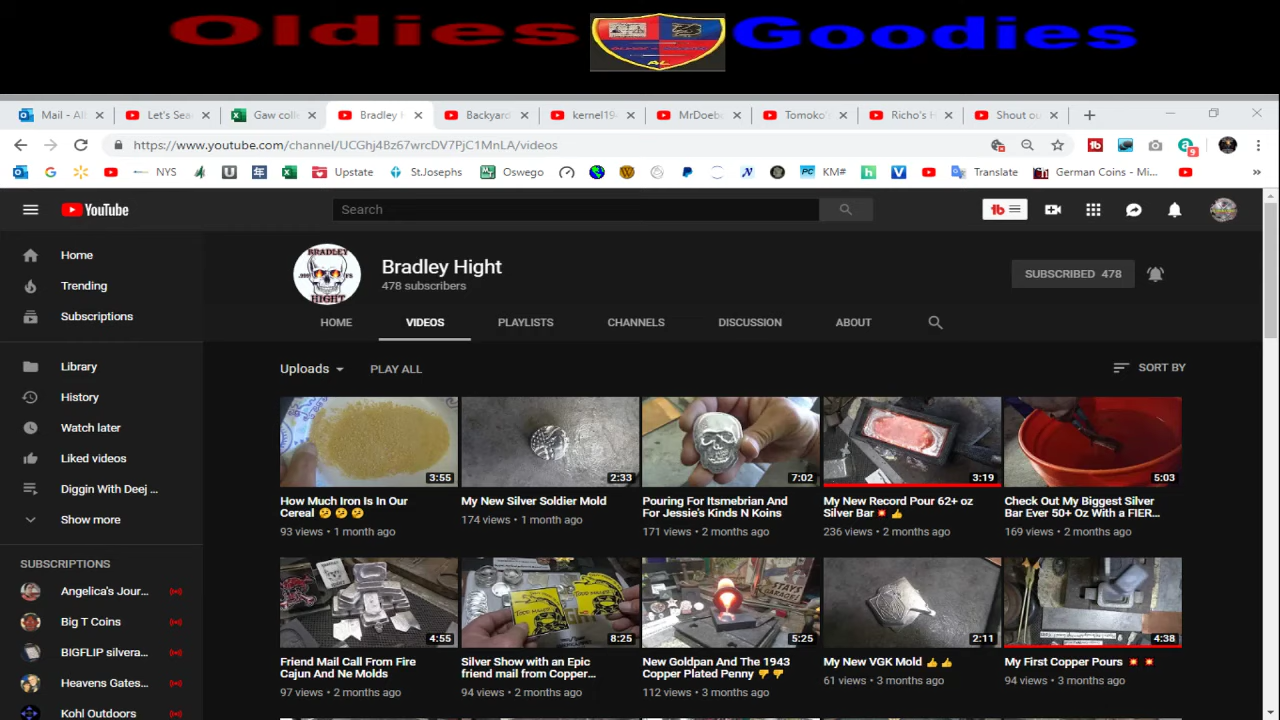 Oldies Goodies
AL
Mail - Al
Let's Sea
Gaw coll
Bradley H
Backyard
kernel19
MrDoeb
Tomoko's
Richo's H
Shout ou
https://www.youtube.com/channel/UCGhj4Bz67wrcDV7PjC1MnLA/videos
9
NYS
Upstate
St.Josephs
Oswego
KM#
Translate
German Coins - Mi...
YouTube
Search
Home
Trending
Subscriptions
Library
History
Watch later
Liked videos
Diggin With Deej ...
Show more
SUBSCRIPTIONS
Angelica's Jour...
Big T Coins
BIGFLIP silvera...
Heavens Gates...
Kohl Outdoors
BRADLEY
HIGHT
Bradley Hight
478 subscribers
SUBSCRIBED 478
HOME VIDEOS PLAYLISTS CHANNELS DISCUSSION ABOUT
Uploads PLAY ALL SORT BY
3:55
How Much Iron Is In Our
Cereal 🤔🤔🤔
93 views • 1 month ago
2:33
My New Silver Soldier Mold
174 views • 1 month ago
7:02
Pouring For Itsmebrian And
For Jessie's Kinds N Koins
171 views • 2 months ago
3:19
My New Record Pour 62+ oz
Silver Bar💥👍
236 views • 2 months ago
5:03
Check Out My Biggest Silver
Bar Ever 50+ Oz With a FIER...
169 views • 2 months ago
4:55
Friend Mail Call From Fire
Cajun And Ne Molds
97 views • 2 months ago
8:25
Silver Show with an Epic
friend mail from Copper...
94 views • 2 months ago
5:25
New Goldpan And The 1943
Copper Plated Penny 👎👎
112 views • 3 months ago
2:11
My New VGK Mold 👍👍
61 views • 3 months ago
4:38
My First Copper Pours 💥💥
94 views • 3 months ago